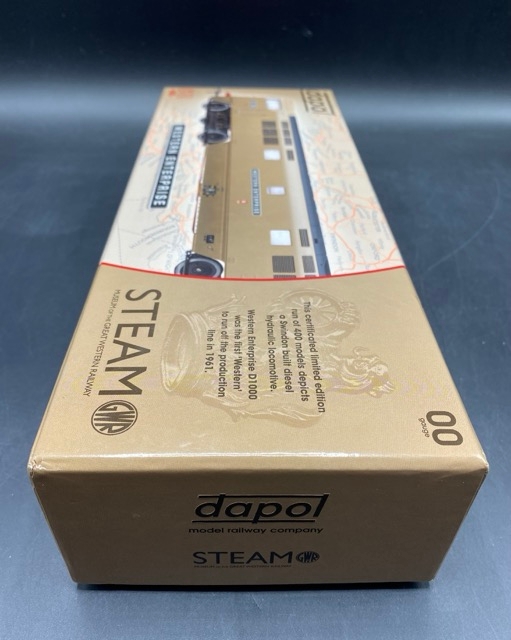 dapol
WESTERN ENTERPRISE
WESTERN ENTERPRISE
This certificated limited edition
run of 400 models depicts
a Swindon built diesel
hydraulic locomotive.
Western Enterprise D1000
was the first 'Western'
to run off the production
line in 1961.
STEAM GWR
MUSEUM OF THE GREAT WESTERN RAILWAY
00
gauge
dapol
model railway company
STEAM GWR